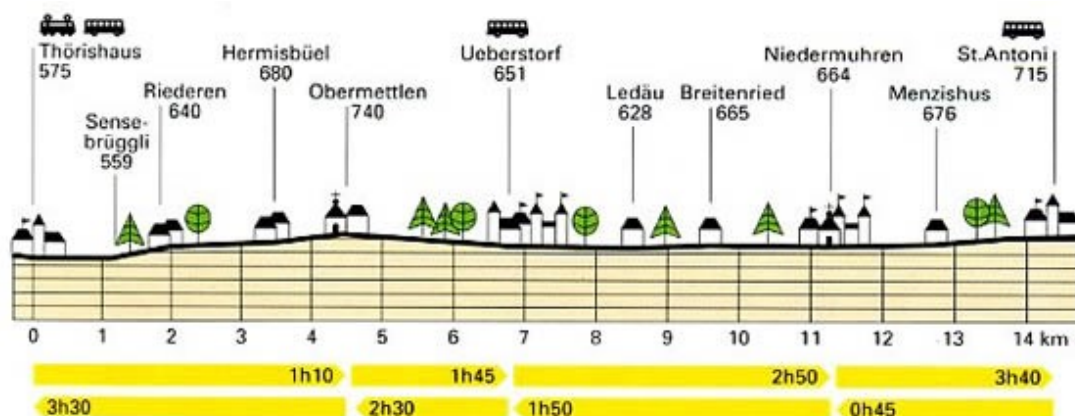 Thörishaus
575
Sense-
brüggli
559
Riederen
640
Hermisbüel
680
Obermettlen
740
Ueberstorf
651
Ledäu
628
Breitenried
665
Niedermuhren
664
Menzishus
676
St.Antoni
715
0 1 2 3 4 5 6 7 8 9 10 11 12 13 14 km
1h10 1h45 2h50 3h40
3h30 2h30 1h50 0h45